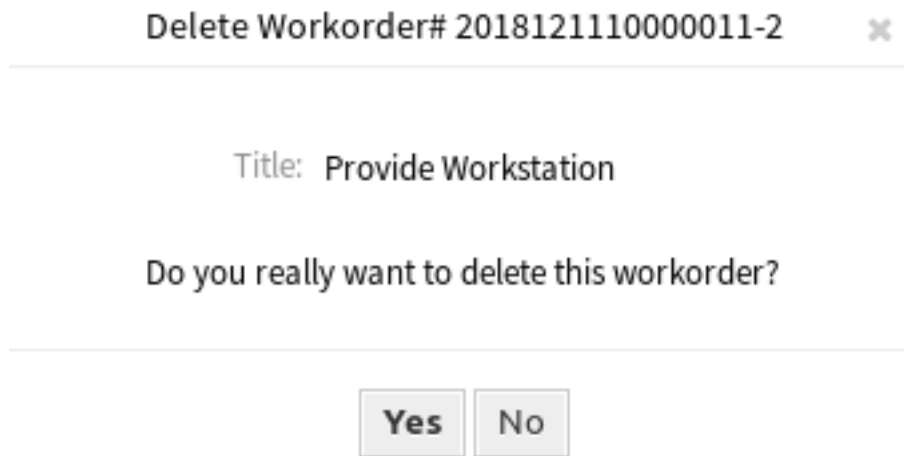 Delete Workorder# 2018121110000011-2 ✖
Title: Provide Workstation
Do you really want to delete this workorder?
Yes No